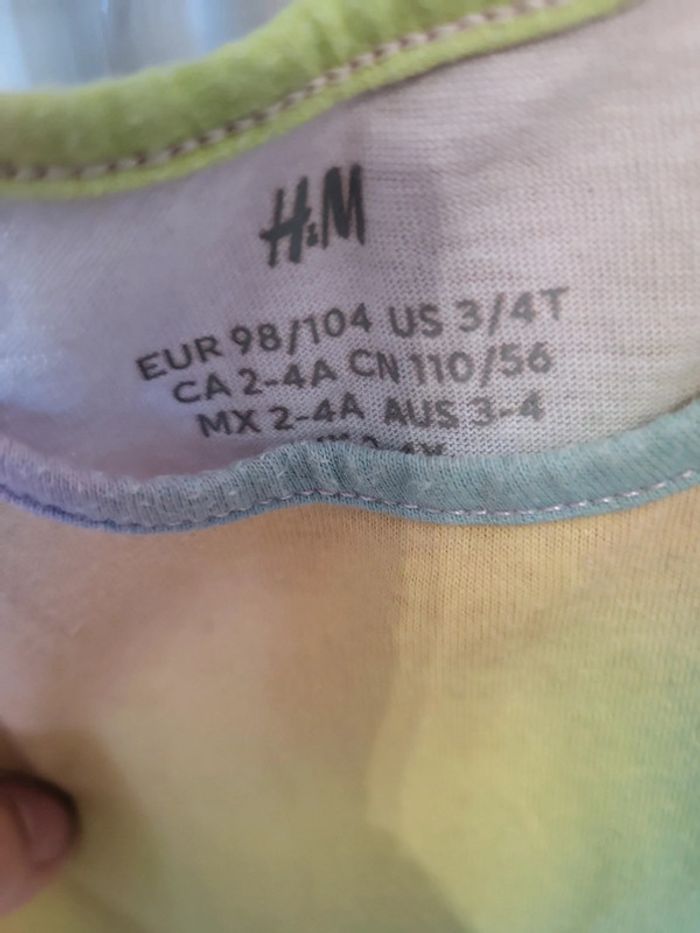 H&M
EUR 98/104 US 3/4T
CA 2-4A CN 110/56
MX 2-4A AUS 3-4